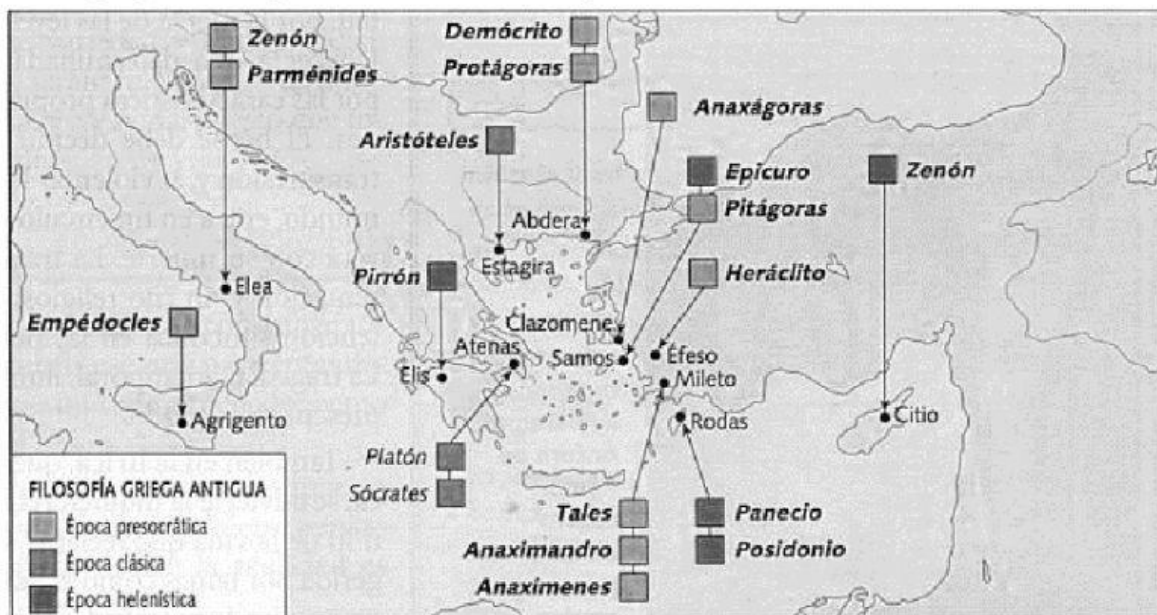 Zenón
Parménides
Demócrito
Protágoras
Anaxágoras
Aristóteles
Epicuro
Pitágoras
Zenón
Abdera
Estagira
Pirrón
Heráclito
Elea
Empédocles
Clazomene
Atenas
Samos
Éfeso
Elis
Mileto
Agrigento
Rodas
Citio
Platón
Sócrates
Tales
Anaximandro
Anaxímenes
Panecio
Posidonio
FILOSOFÍA GRIEGA ANTIGUA
Época presocrática
Época clásica
Época helenística